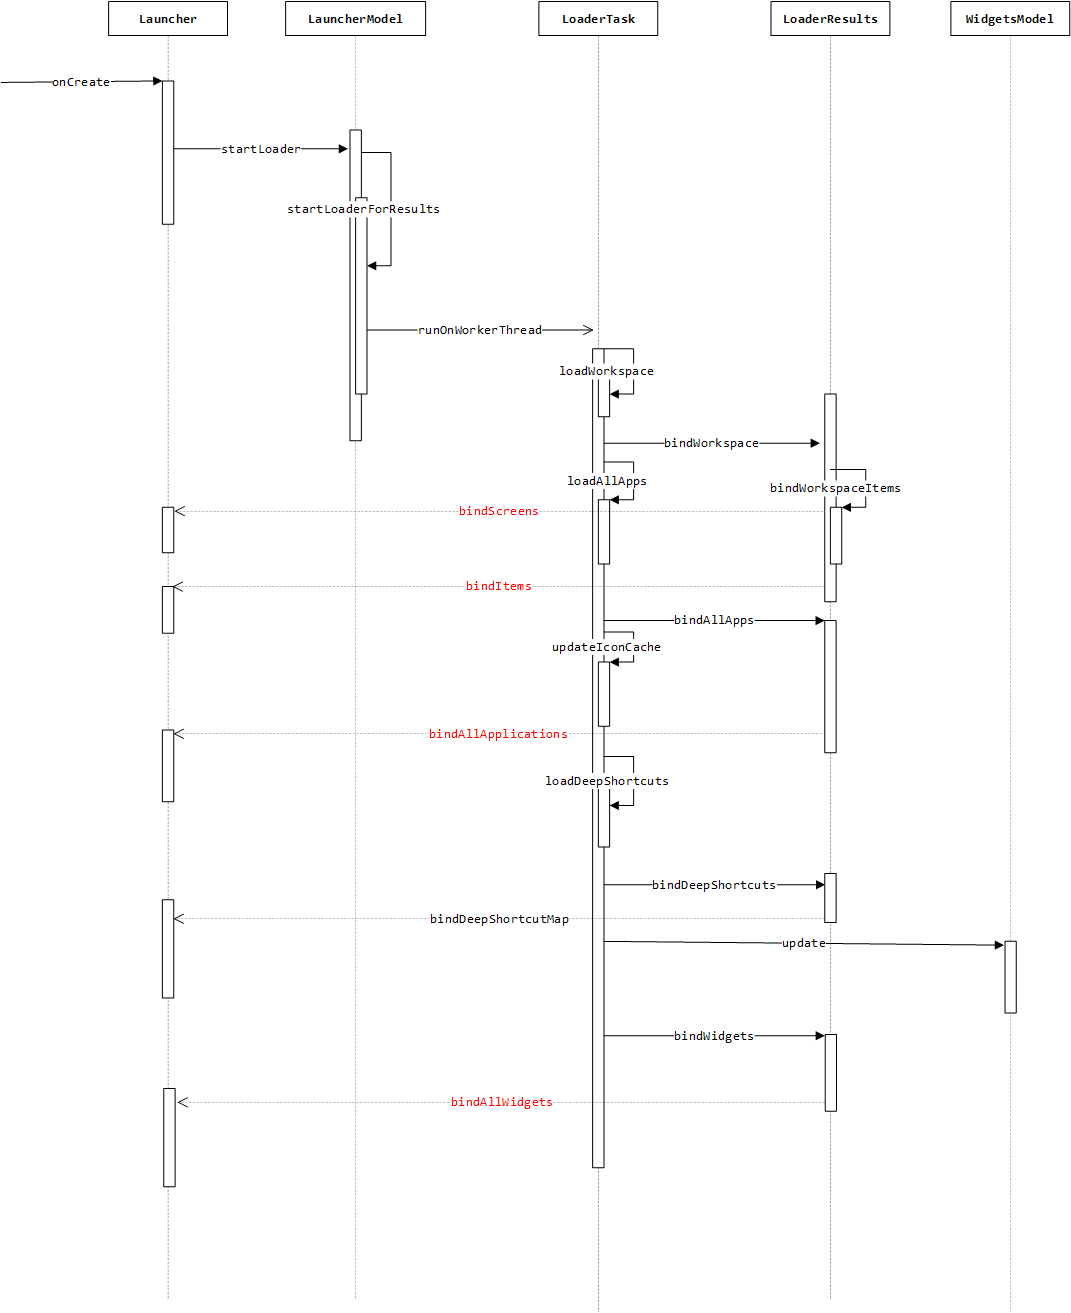 Launcher
LauncherModel
LoaderTask
LoaderResults
WidgetsModel
onCreate
startLoader
startLoaderForResults
runOnWorkerThread
loadWorkspace
bindWorkspace
loadAllApps
bindWorkspaceItems
bindScreens
bindItems
bindAllApps
updateIconCache
bindAllApplications
loadDeepShortcuts
bindDeepShortcuts
bindDeepShortcutMap
update
bindWidgets
bindAllWidgets